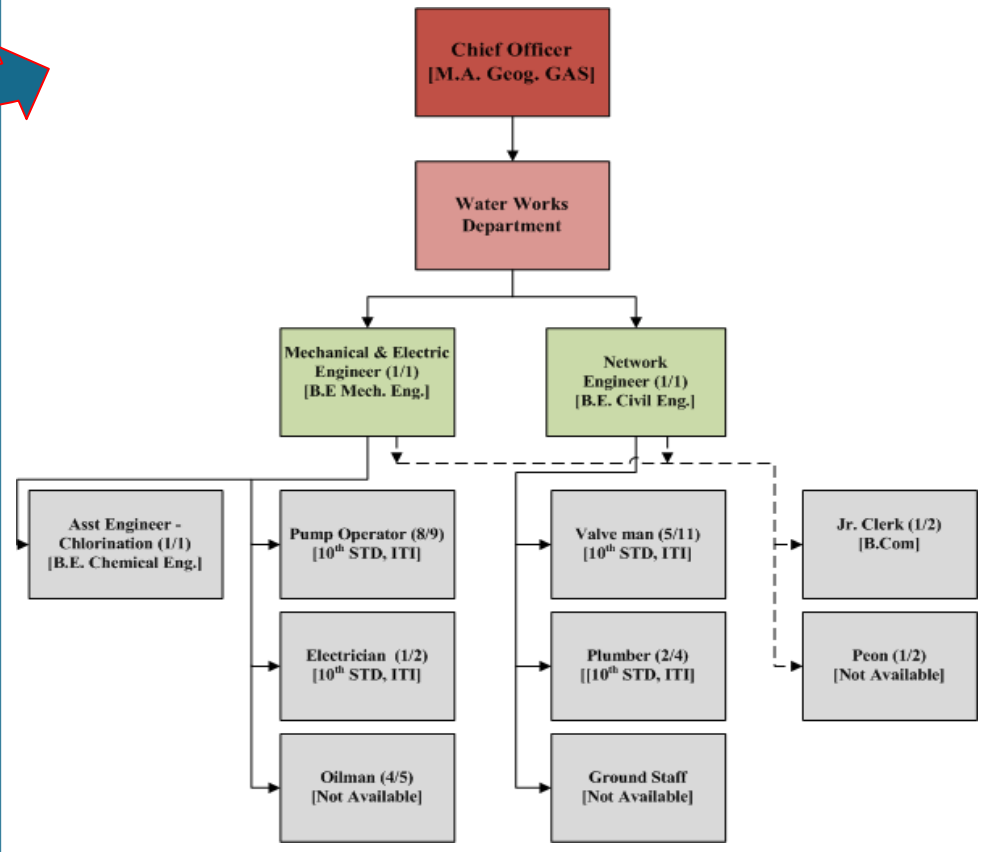 Chief Officer
[M.A. Geog. GAS]
Water Works
Department
Mechanical & Electric
Engineer (1/1)
[B.E Mech. Eng.]
Network
Engineer (1/1)
[B.E. Civil Eng.]
Asst Engineer -
Chlorination (1/1)
[B.E. Chemical Eng.]
Pump Operator (8/9)
[10th STD, ITI]
Valve man (5/11)
[10th STD, ITI]
Jr. Clerk (1/2)
[B.Com]
Electrician (1/2)
[10th STD, ITI]
Plumber (2/4)
[[10th STD, ITI]
Peon (1/2)
[Not Available]
Oilman (4/5)
[Not Available]
Ground Staff
[Not Available]